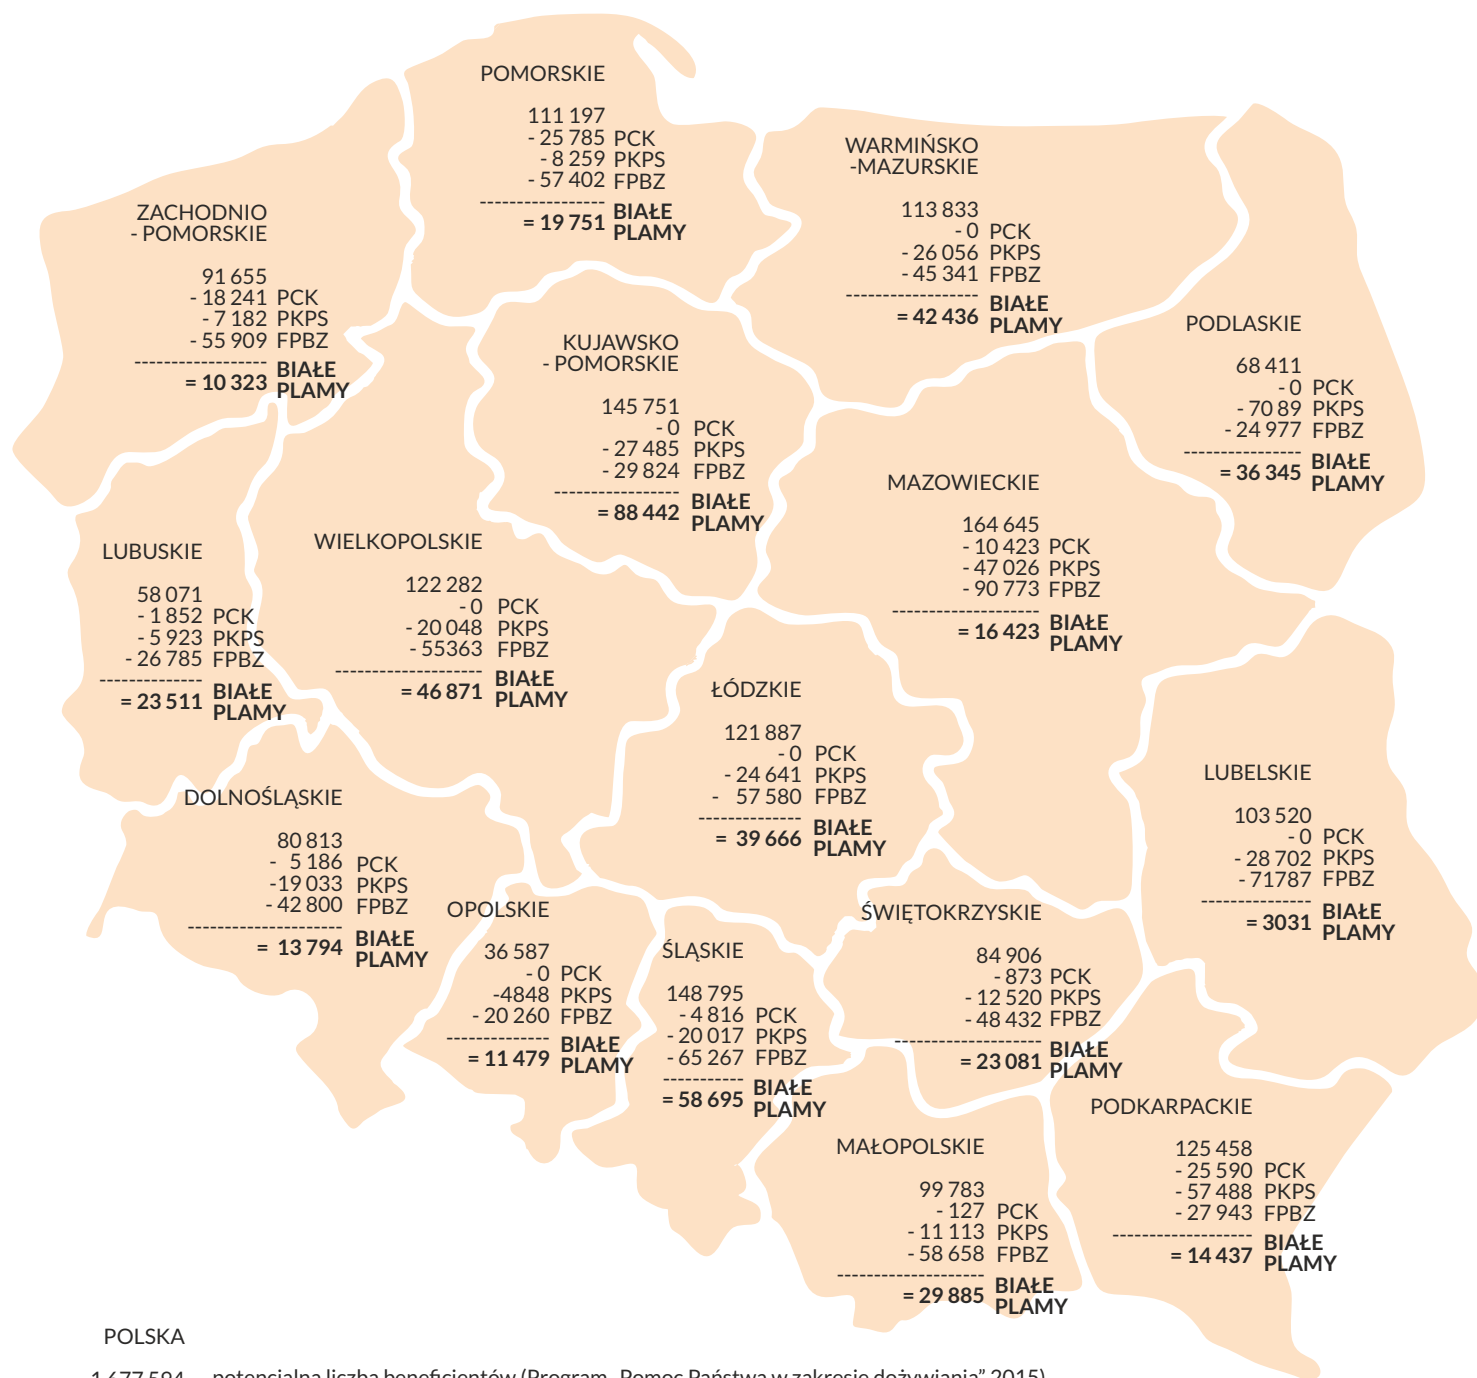 POMORSKIE
111 197
- 25 785 PCK
- 8 259 PKPS
- 57 402 FPBZ
-----------------
= 19 751 BIAŁE
PLAMY
WARMIŃSKO
-MAZURSKIE
113 833
- 0 PCK
- 26 056 PKPS
- 45 341 FPBZ
------------------
= 42 436 BIAŁE
PLAMY
ZACHODNIO
- POMORSKIE
91 655
- 18 241 PCK
- 7 182 PKPS
- 55 909 FPBZ
------------------
= 10 323 BIAŁE
PLAMY
KUJAWSKO
- POMORSKIE
145 751
- 0 PCK
- 27 485 PKPS
- 29 824 FPBZ
-----------------
= 88 442 BIAŁE
PLAMY
PODLASKIE
68 411
- 0 PCK
- 70 89 PKPS
- 24 977 FPBZ
----------------
= 36 345 BIAŁE
PLAMY
MAZOWIECKIE
164 645
- 10 423 PCK
- 47 026 PKPS
- 90 773 FPBZ
--------------------
= 16 423 BIAŁE
PLAMY
LUBUSKIE
58 071
- 1 852 PCK
- 5 923 PKPS
- 26 785 FPBZ
--------------
= 23 511 BIAŁE
PLAMY
WIELKOPOLSKIE
122 282
- 0 PCK
- 20 048 PKPS
- 55363 FPBZ
--------------------
= 46 871 BIAŁE
PLAMY
ŁÓDZKIE
121 887
- 0 PCK
- 24 641 PKPS
- 57 580 FPBZ
--------------
= 39 666 BIAŁE
PLAMY
LUBELSKIE
103 520
- 0 PCK
- 28 702 PKPS
- 71787 FPBZ
---------------
= 3031 BIAŁE
PLAMY
DOLNOŚLĄSKIE
80 813
- 5 186 PCK
-19 033 PKPS
- 42 800 FPBZ
---------------------
= 13 794 BIAŁE
PLAMY
OPOLSKIE
36 587
- 0 PCK
-4848 PKPS
- 20 260 FPBZ
--------------
= 11 479 BIAŁE
PLAMY
ŚLĄSKIE
148 795
- 4 816 PCK
- 20 017 PKPS
- 65 267 FPBZ
-----------
= 58 695 BIAŁE
PLAMY
ŚWIĘTOKRZYSKIE
84 906
- 873 PCK
- 12 520 PKPS
- 48 432 FPBZ
--------------------
= 23 081 BIAŁE
PLAMY
MAŁOPOLSKIE
99 783
- 127 PCK
- 11 113 PKPS
- 58 658 FPBZ
--------------------
= 29 885 BIAŁE
PLAMY
PODKARPACKIE
125 458
- 25 590 PCK
- 57 488 PKPS
- 27 943 FPBZ
-------------------
= 14 437 BIAŁE
PLAMY
POLSKA
1 677 594 potencjalna liczba beneficjentów (Program „Pomoc Państwa w zakresie dożywiania” 2015)